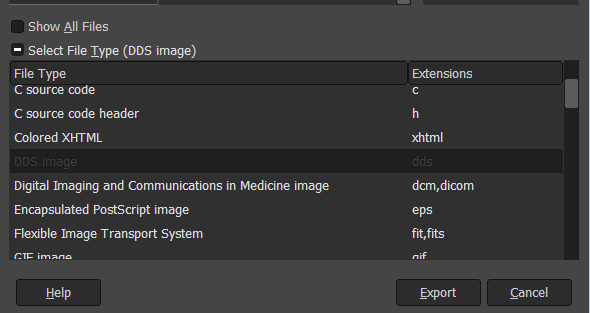 Show All Files
Select File Type (DDS image)
File Type Extensions
C source code c
C source code header h
Colored XHTML xhtml
DDS image dds
Digital Imaging and Communications in Medicine image dcm,dicom
Encapsulated PostScript image eps
Flexible Image Transport System fit,fits
GIF image gif
Help Export Cancel